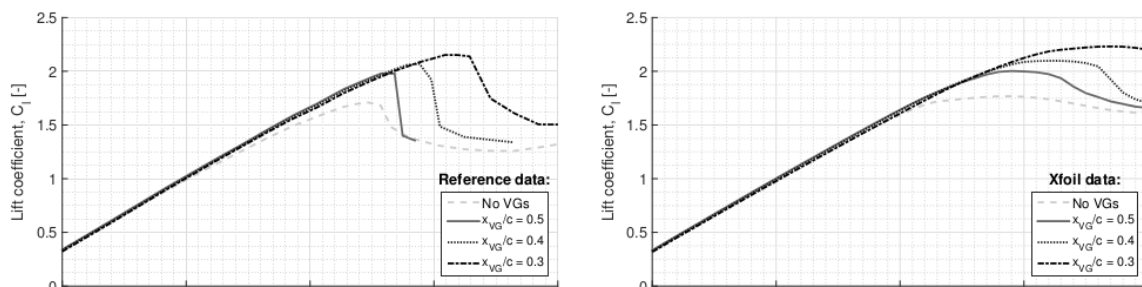 2.5
2
1.5
1
0.5
0
Lift coefficient, C_l [-]
Reference data:
No VGs
x_VG/c = 0.5
x_VG/c = 0.4
x_VG/c = 0.3
2.5
2
1.5
1
0.5
0
Lift coefficient, C_l [-]
Xfoil data:
No VGs
x_VG/c = 0.5
x_VG/c = 0.4
x_VG/c = 0.3